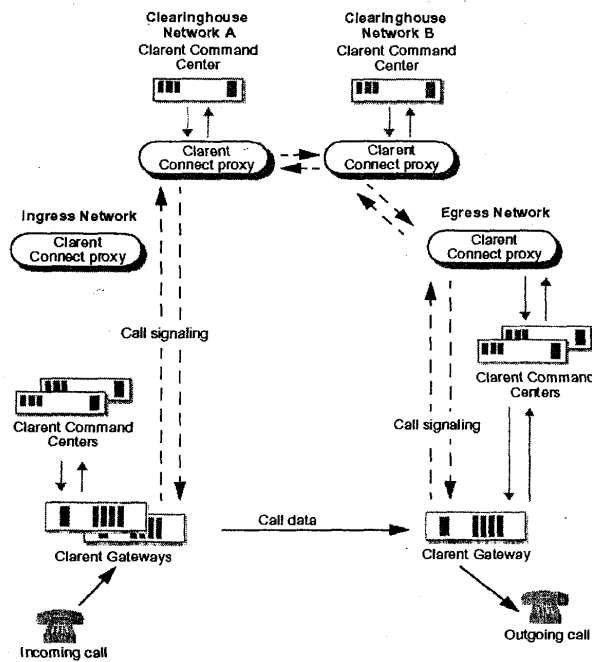 Clearinghouse
Network A
Clarent Command
Center
Clearinghouse
Network B
Clarent Command
Center
Clarent
Connect proxy
Clarent
Connect proxy
Ingress Network
Clarent
Connect proxy
Egress Network
Clarent
Connect proxy
Call signaling
Clarent Command
Centers
Clarent Command
Centers
Call signaling
Call data
Clarent Gateways
Clarent Gateway
Incoming call
Outgoing call